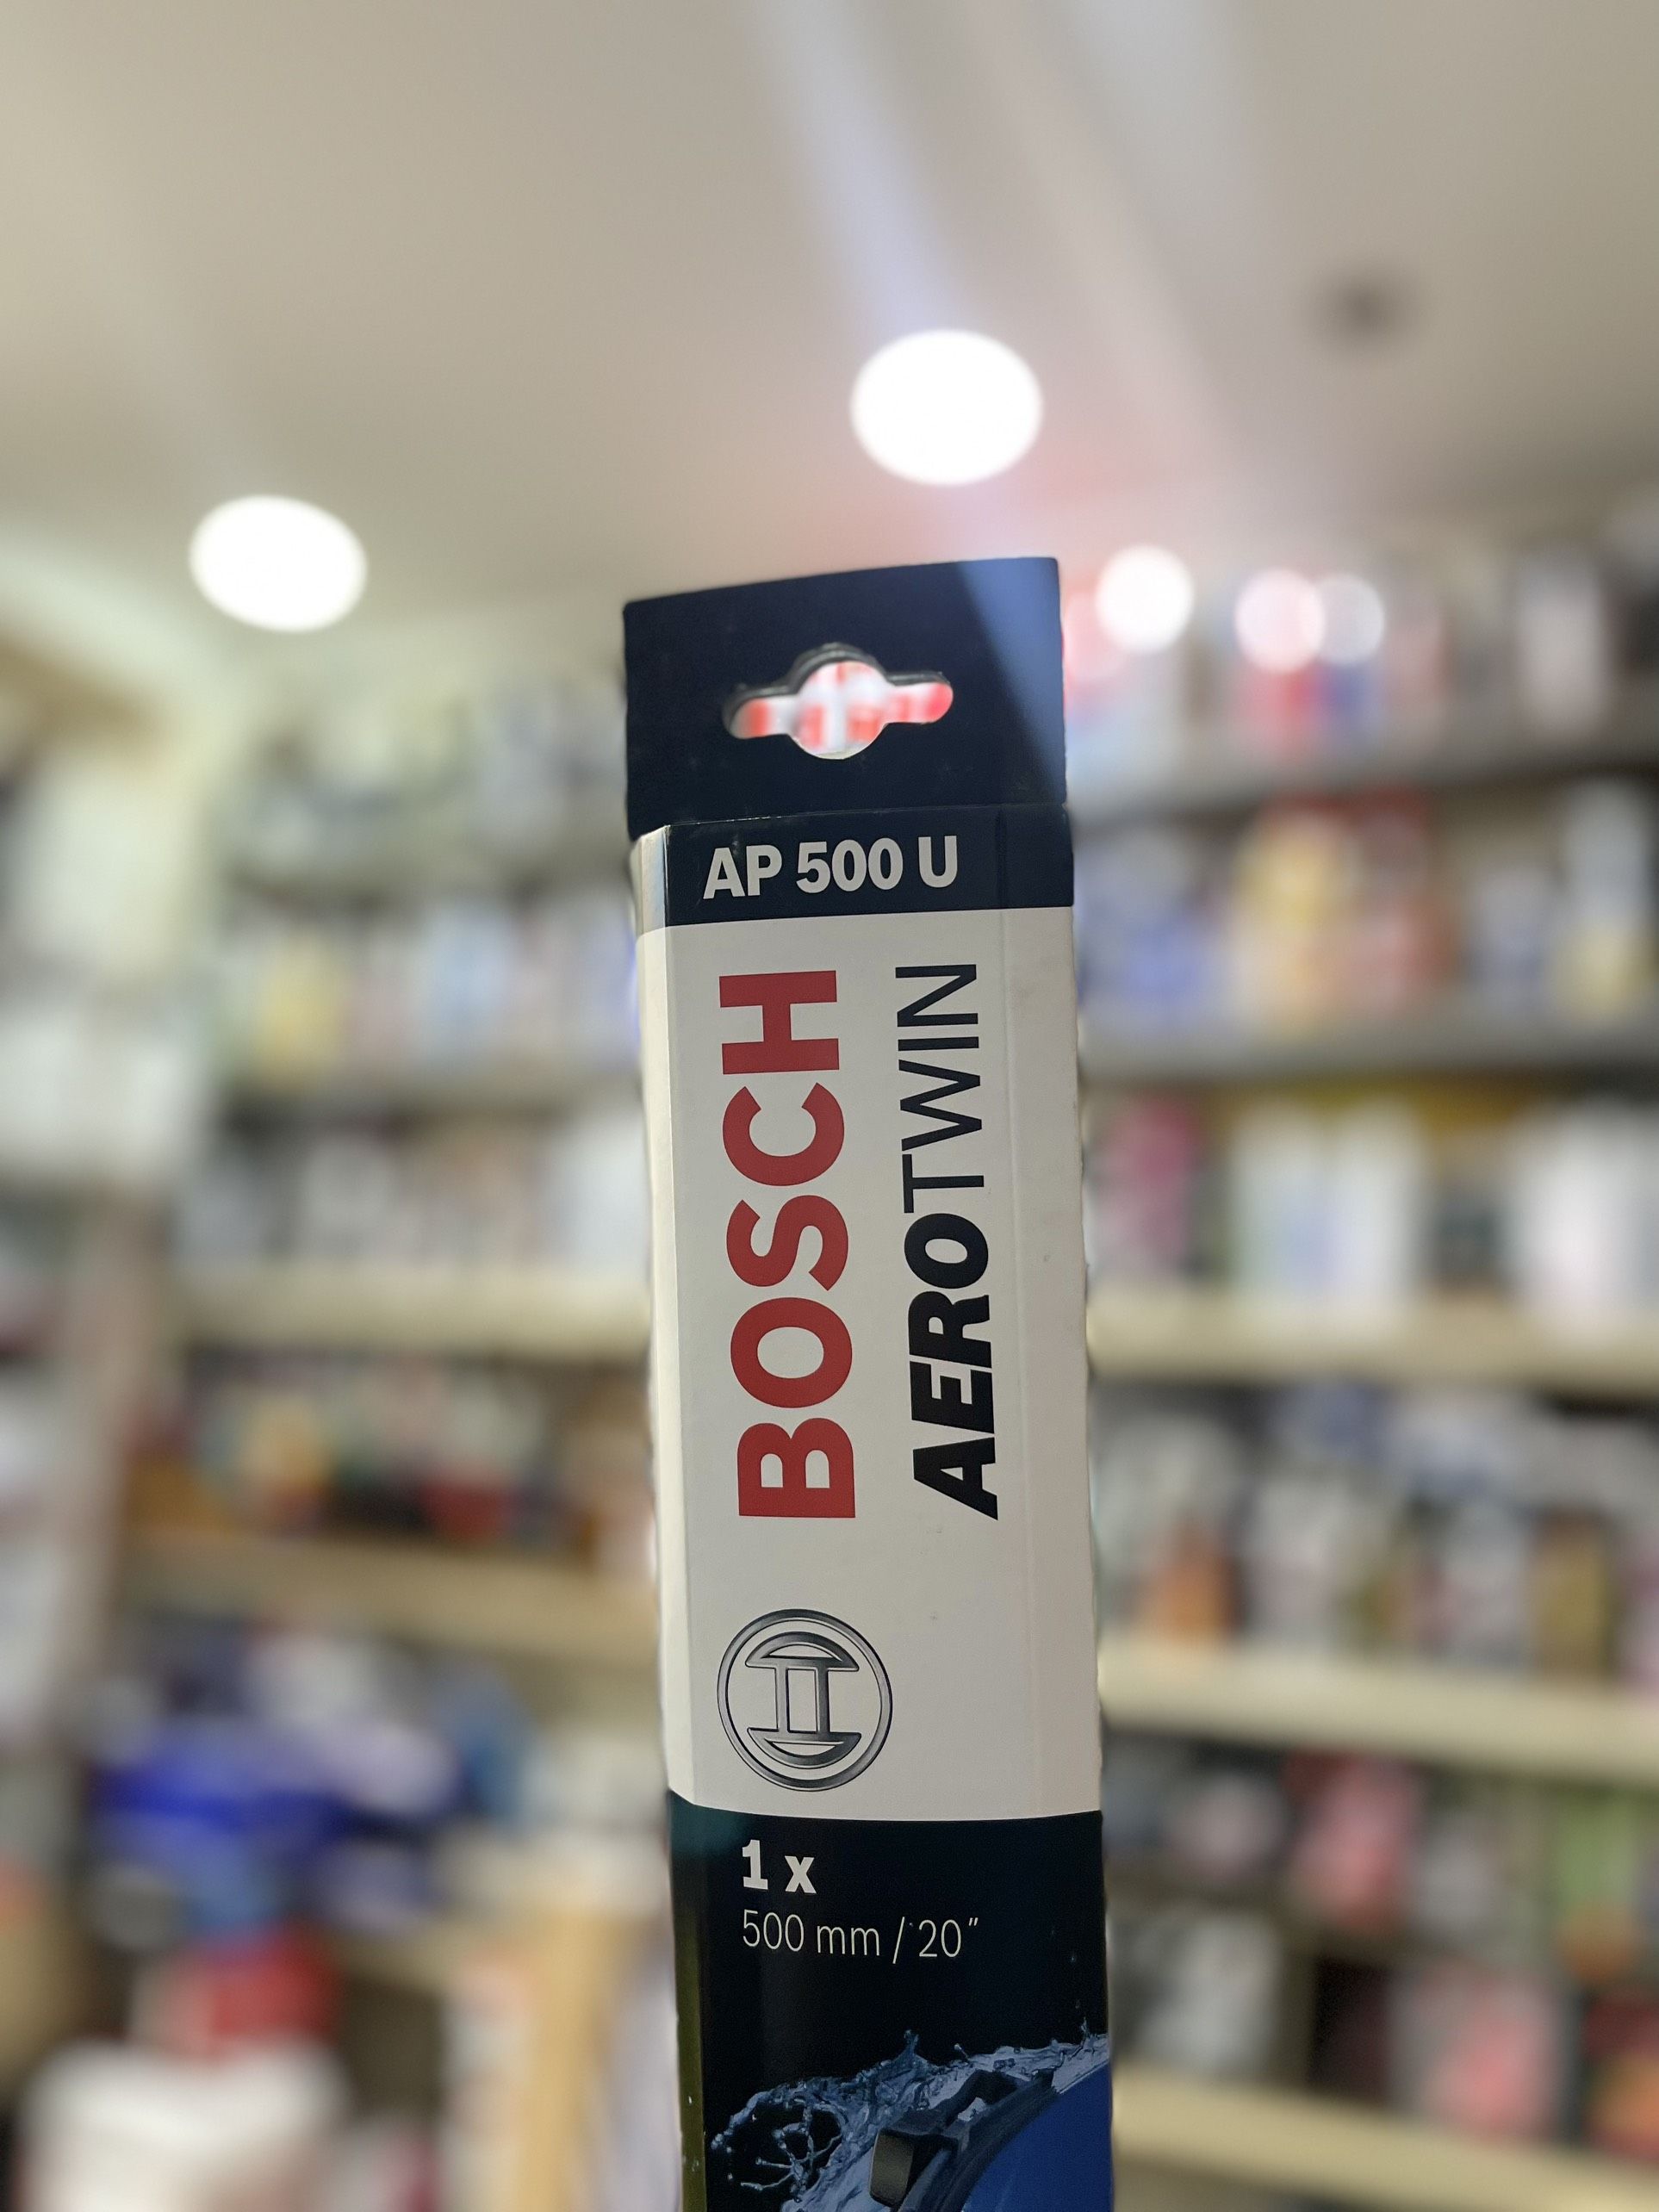 AP 500 U
BOSCH
AEROTWIN
1 x
500 mm / 20"